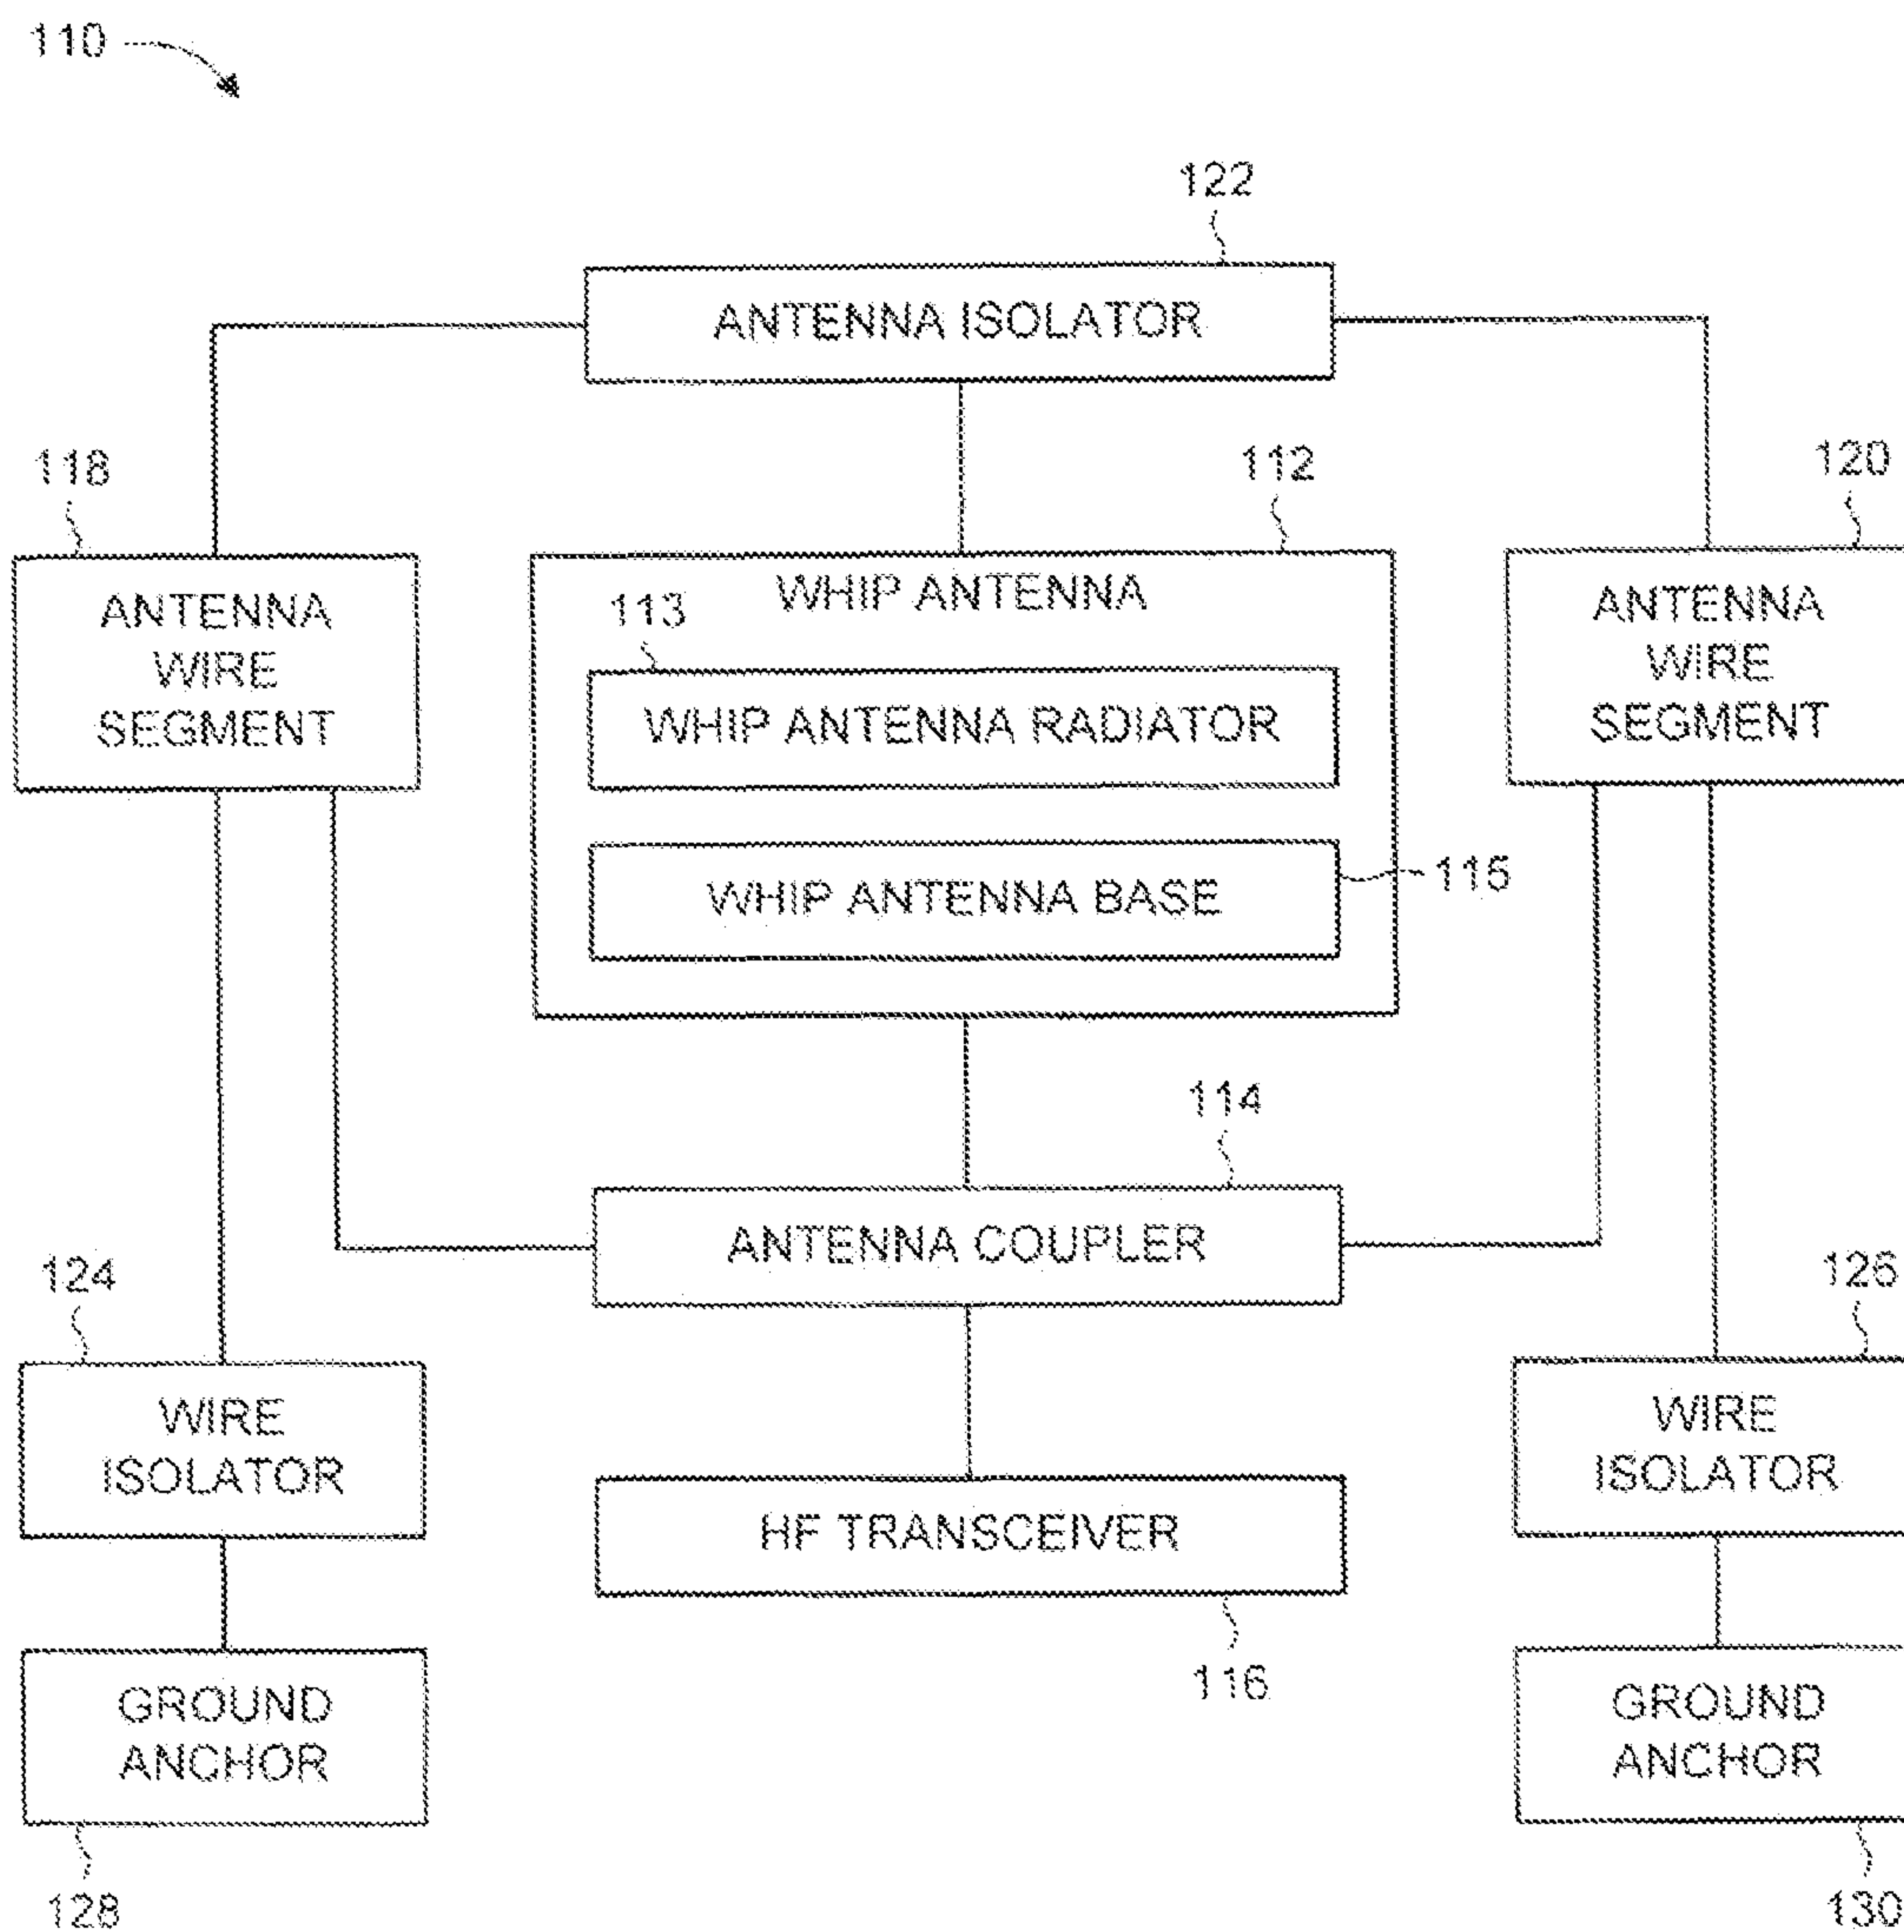 110
122
ANTENNA ISOLATOR
118
112
120
ANTENNA
WIRE
SEGMENT
WHIP ANTENNA
113
WHIP ANTENNA RADIATOR
WHIP ANTENNA BASE
115
ANTENNA
WIRE
SEGMENT
114
ANTENNA COUPLER
124
126
WIRE
ISOLATOR
HF TRANSCEIVER
116
WIRE
ISOLATOR
GROUND
ANCHOR
128
GROUND
ANCHOR
130